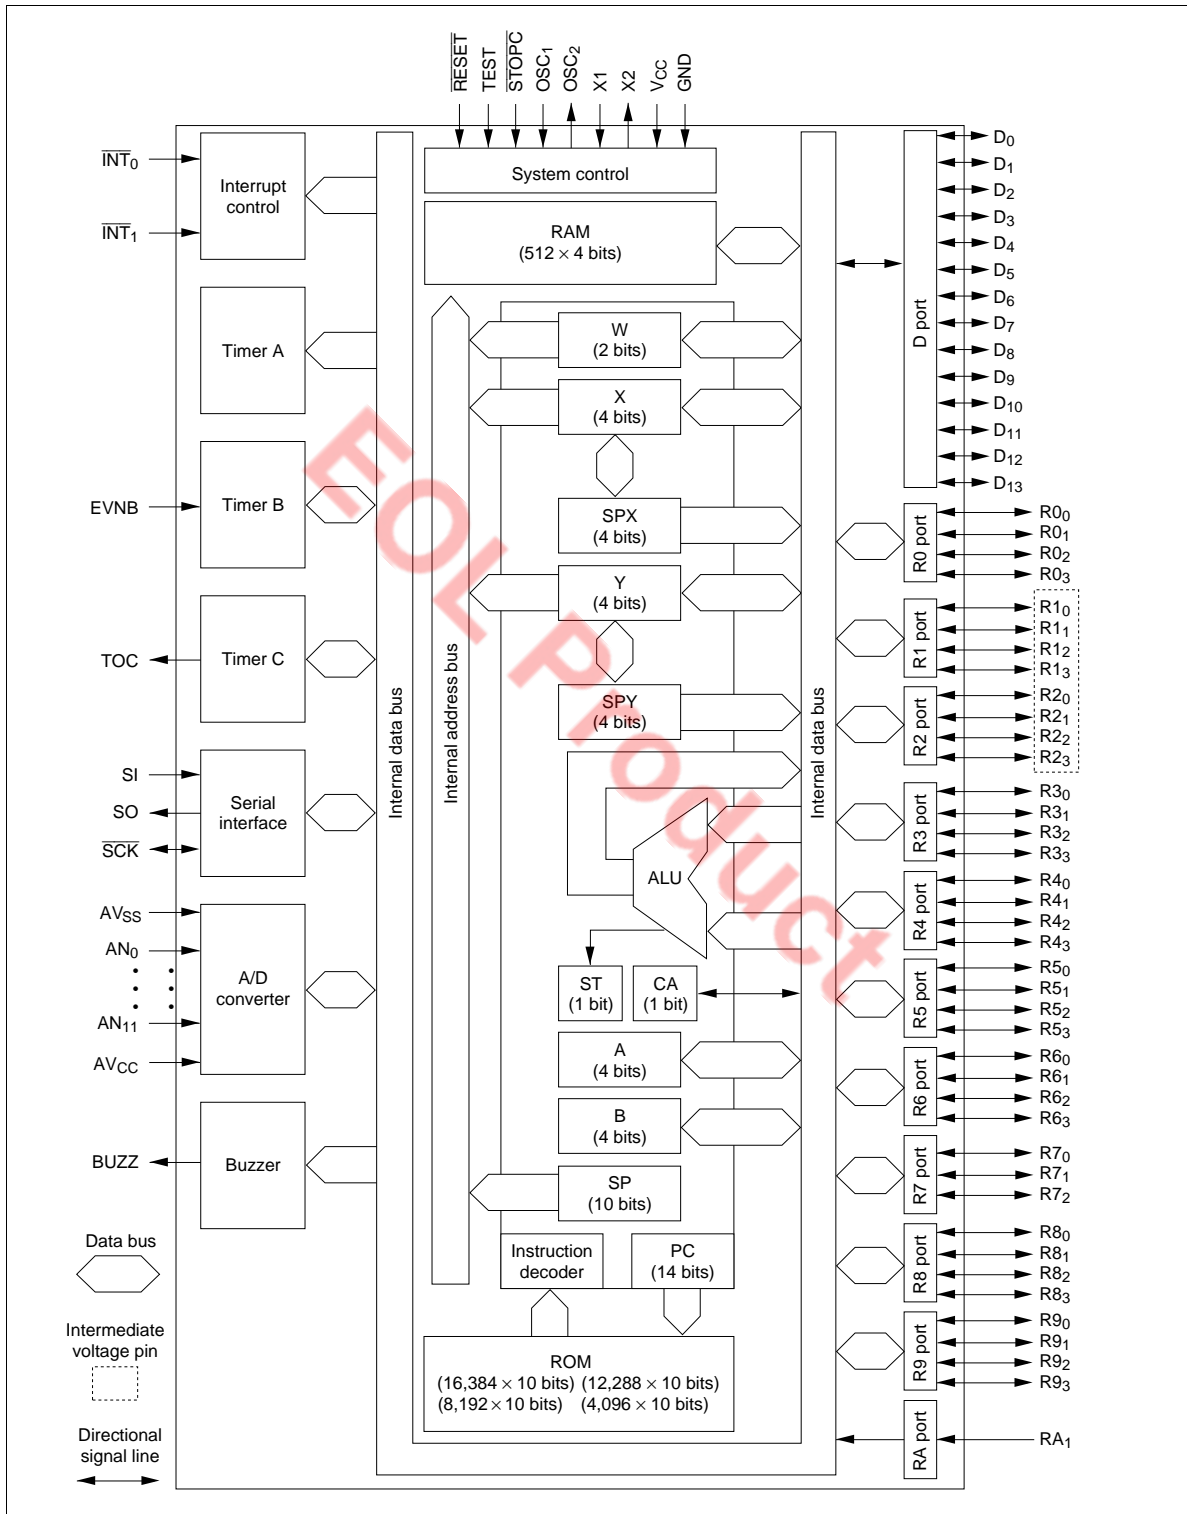 RESET
TEST
STOPC
OSC1
OSC2
X1
X2
VCC
GND
INT0
INT1
Interrupt
control
Timer A
EVNB
Timer B
TOC
Timer C
SI
SO
SCK
Serial
interface
AVSS
AN0
AN11
AVCC
A/D
converter
BUZZ
Buzzer
Data bus
Intermediate
voltage pin
Directional
signal line
Internal data bus
Internal address bus
System control
RAM
(512 × 4 bits)
W
(2 bits)
X
(4 bits)
SPX
(4 bits)
Y
(4 bits)
SPY
(4 bits)
ALU
ST
(1 bit)
CA
(1 bit)
A
(4 bits)
B
(4 bits)
SP
(10 bits)
Instruction
decoder
PC
(14 bits)
ROM
(16,384 × 10 bits) (12,288 × 10 bits)
(8,192 × 10 bits) (4,096 × 10 bits)
Internal data bus
D port
D0
D1
D2
D3
D4
D5
D6
D7
D8
D9
D10
D11
D12
D13
R0 port
R00
R01
R02
R03
R1 port
R10
R11
R12
R13
R2 port
R20
R21
R22
R23
R3 port
R30
R31
R32
R33
R4 port
R40
R41
R42
R43
R5 port
R50
R51
R52
R53
R6 port
R60
R61
R62
R63
R7 port
R70
R71
R72
R8 port
R80
R81
R82
R83
R9 port
R90
R91
R92
R93
RA port
RA1
EOL Product